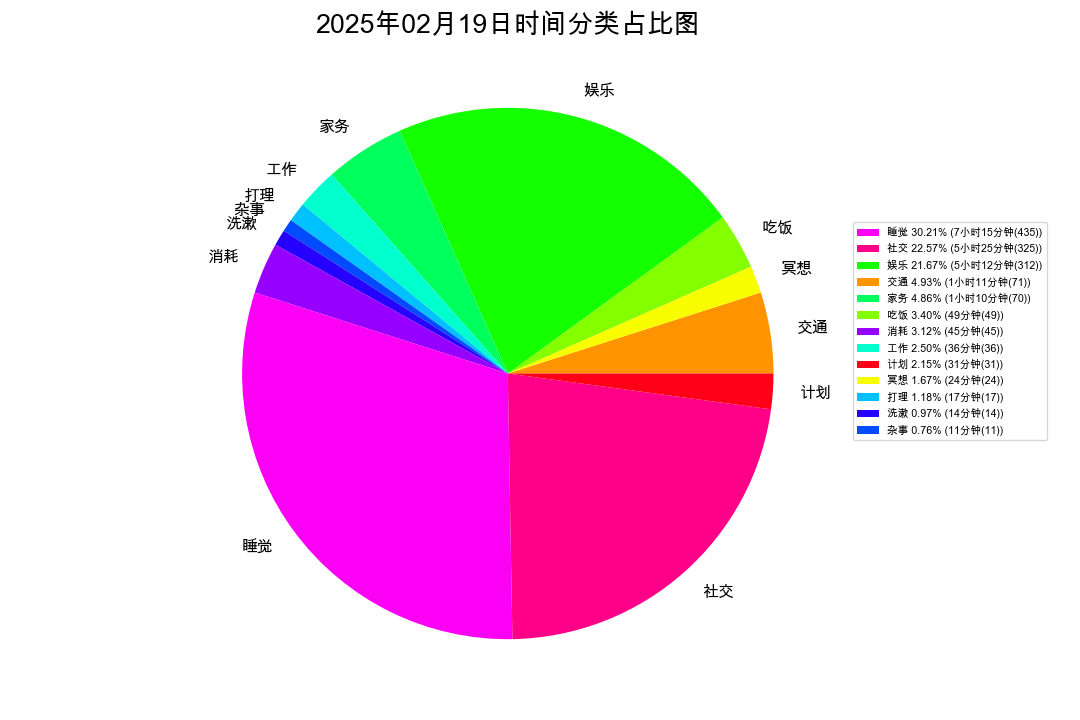 2025年02月19日时间分类占比图
娱乐
家务
工作
打理
杂事
洗漱
消耗
吃饭
冥想
交通
计划
睡觉
社交
睡觉 30.21% (7小时15分钟(435))
社交 22.57% (5小时25分钟(325))
娱乐 21.67% (5小时12分钟(312))
交通 4.93% (1小时11分钟(71))
家务 4.86% (1小时10分钟(70))
吃饭 3.40% (49分钟(49))
消耗 3.12% (45分钟(45))
工作 2.50% (36分钟(36))
计划 2.15% (31分钟(31))
冥想 1.67% (24分钟(24))
打理 1.18% (17分钟(17))
洗漱 0.97% (14分钟(14))
杂事 0.76% (11分钟(11))